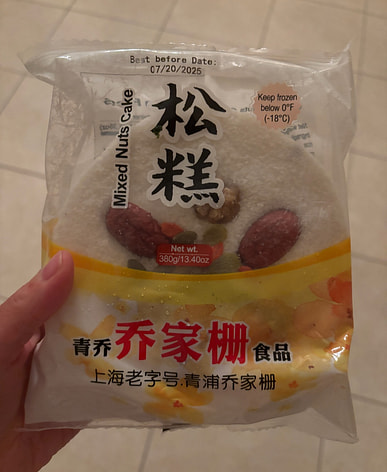 Best before Date:
07/20/2025
Keep frozen
below 0°F
(-18°C)
松糕
Mixed Nuts Cake
Net wt.
380g/13.40oz
青乔 乔家栅 食品
上海老字号.青浦乔家栅